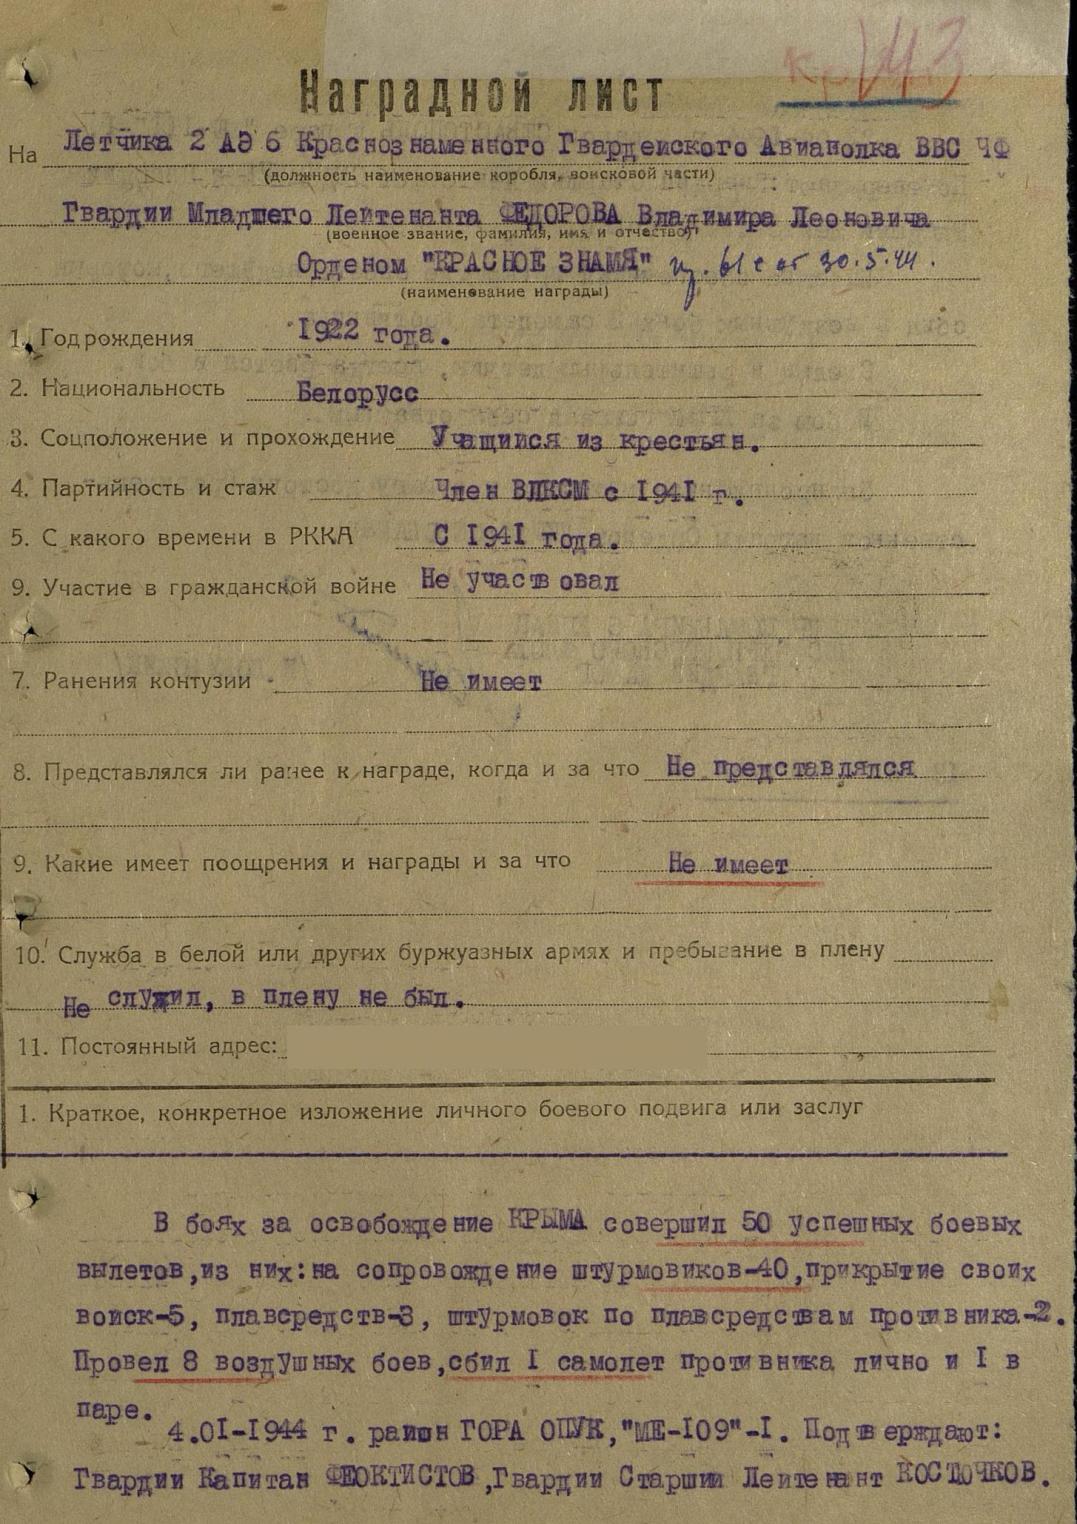 Наградной лист
На Летчика 2 АЭ 6 Краснознаменного Гвардейского Авиаполка ВВС ЧФ
(должность наименование коробля, воисковой части)
Гвардии Младшего Лейтенанта ФЕДОРОВА Владимира Леоновича
(военное звание, фамилия, имя и отчество)
Орденом "КРАСНОЕ ЗНАМЯ" от 30.5.44.
(наименование награды)
1. Год рождения 1922 года.
2. Национальность Белорусс
3. Соцположение и прохождение Учащийся из крестьян.
4. Партийность и стаж Член ВЛКСМ с 1941 г.
5. С какого времени в РККА С 1941 года.
9. Участие в гражданской войне Не участвовал
7. Ранения контузии Не имеет
8. Представлялся ли ранее к награде, когда и за что Не представлялся
9. Какие имеет поощрения и награды и за что Не имеет
10. Служба в белой или других буржуазных армях и пребывание в плену
Не служил, в плену не был.
11. Постоянный адрес:
1. Краткое, конкретное изложение личного боевого подвига или заслуг
В боях за освобождение КРЫМА совершил 50 успешных боевых
вылетов,из них:на сопровождение штурмовиков-40,прикрытие своих
войск-5, плавсредств-3, штурмовок по плавсредствам противника-2.
Провел 8 воздушных боев,сбил I самолет противника лично и I в
паре.
4.01-1944 г. район ГОРА ОПУК,"МЕ-109"-1. Подтверждают:
Гвардии Капитан ФЕОКТИСТОВ,Гвардии Старший Лейтенант КОСТОЧКОВ.